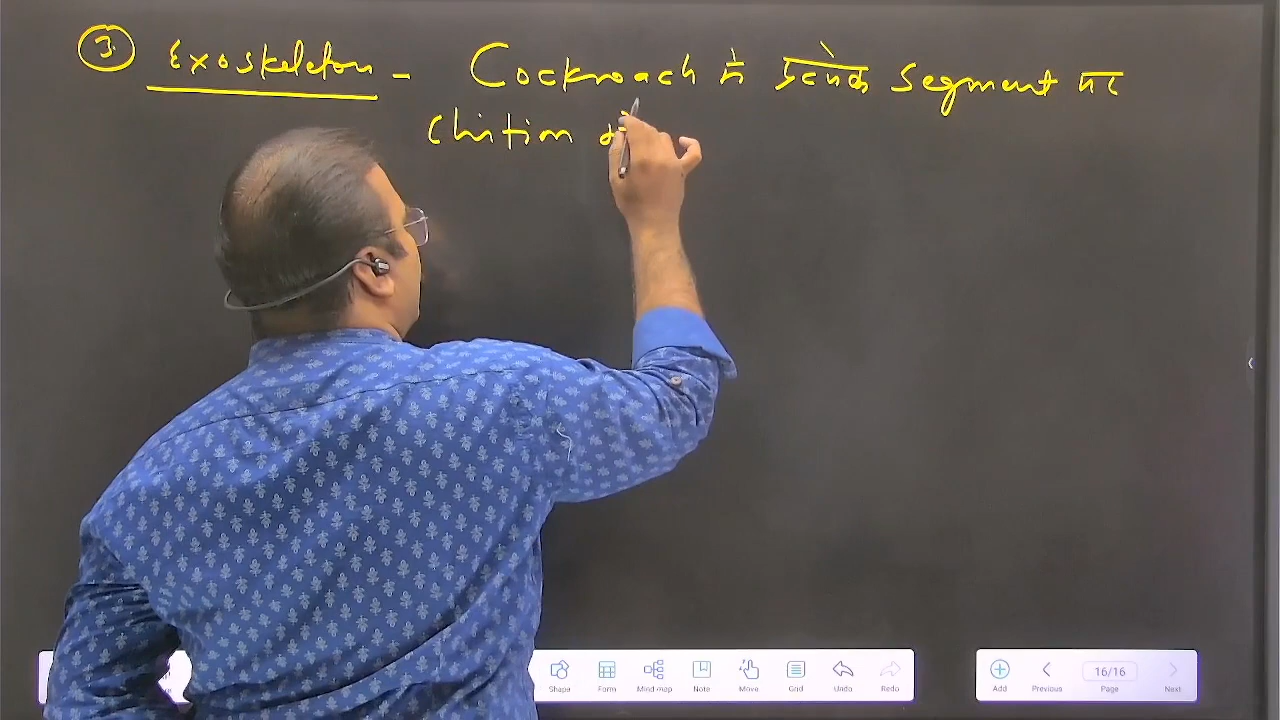 ③ Exoskeleton - Cockroach में प्रत्येक segment पर
Chition
Shape Form Mind map Note Move Grid Undo Redo
Add Previous 16/16 Page Next